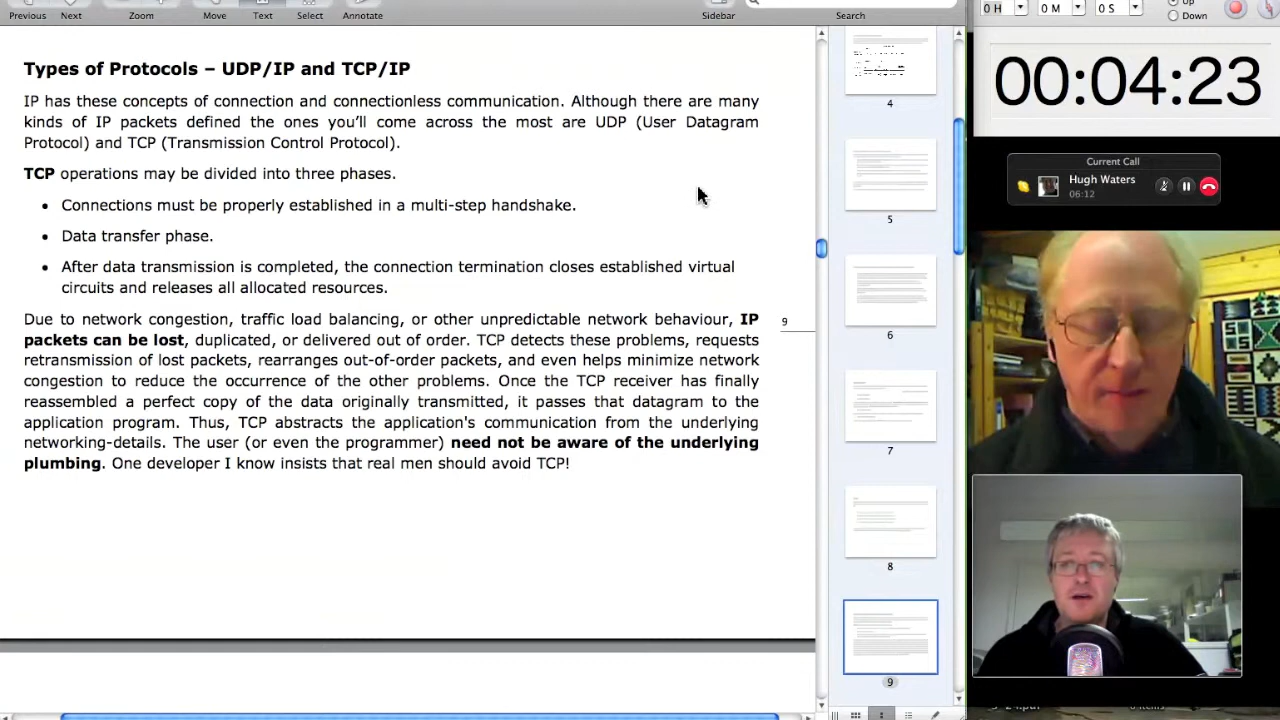 Previous Next Zoom Move Text Select Annotate Sidebar Search
0 H 0 M 0 S Up
Down
00:04:23
Current Call
Hugh Waters
06:12
Types of Protocols – UDP/IP and TCP/IP
IP has these concepts of connection and connectionless communication. Although there are many
kinds of IP packets defined the ones you'll come across the most are UDP (User Datagram
Protocol) and TCP (Transmission Control Protocol).
TCP operations may be divided into three phases.
• Connections must be properly established in a multi-step handshake.
• Data transfer phase.
• After data transmission is completed, the connection termination closes established virtual
circuits and releases all allocated resources.
Due to network congestion, traffic load balancing, or other unpredictable network behaviour, IP
packets can be lost, duplicated, or delivered out of order. TCP detects these problems, requests
retransmission of lost packets, rearranges out-of-order packets, and even helps minimize network
congestion to reduce the occurrence of the other problems. Once the TCP receiver has finally
reassembled a perfect copy of the data originally transmitted, it passes that datagram to the
application program. Thus, TCP abstracts the application's communication from the underlying
networking-details. The user (or even the programmer) need not be aware of the underlying
plumbing. One developer I know insists that real men should avoid TCP!
9
4
5
6
7
8
9